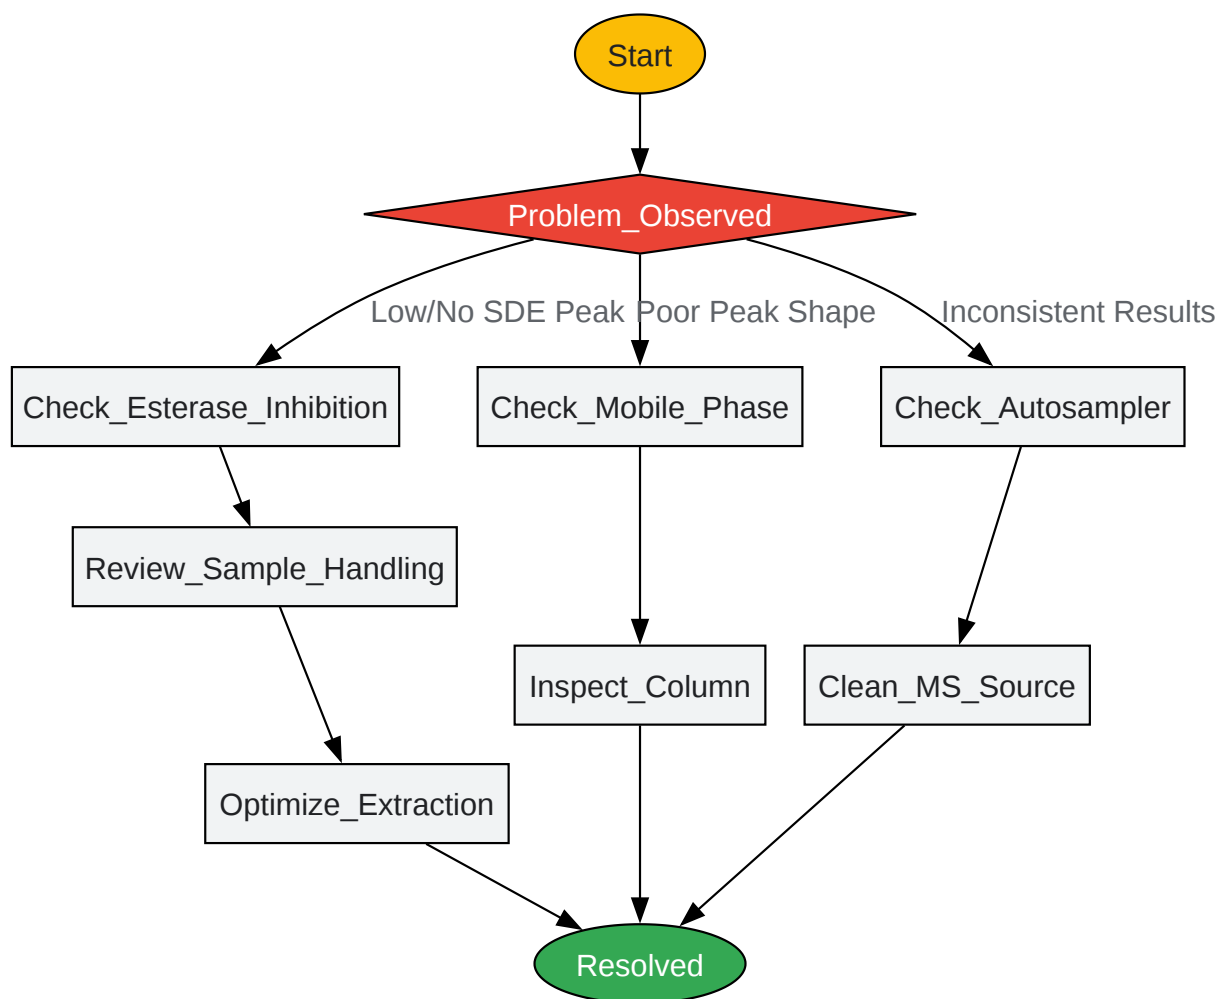 Start
Problem_Observed
Low/No SDE Peak
Poor Peak Shape
Inconsistent Results
Check_Esterase_Inhibition
Check_Mobile_Phase
Check_Autosampler
Review_Sample_Handling
Inspect_Column
Clean_MS_Source
Optimize_Extraction
Resolved